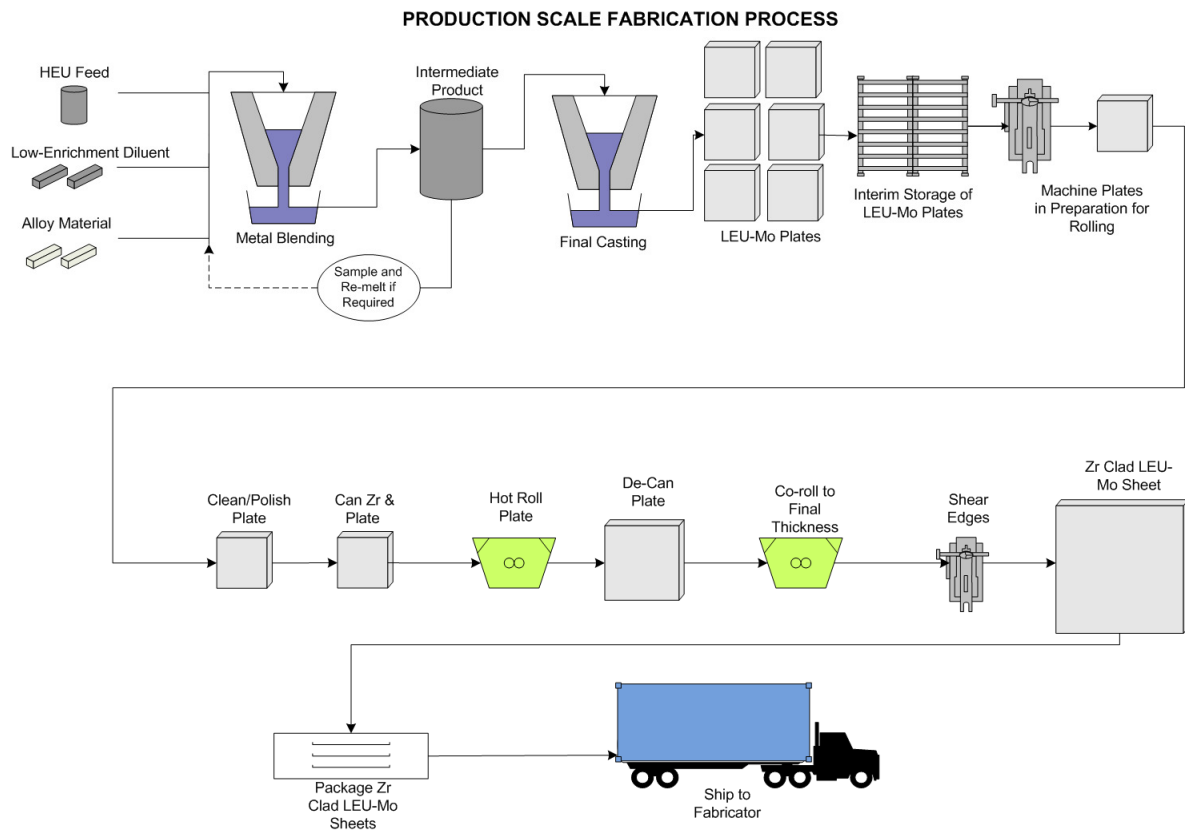 PRODUCTION SCALE FABRICATION PROCESS
HEU Feed
Low-Enrichment Diluent
Alloy Material
Metal Blending
Intermediate
Product
Sample and
Re-melt if
Required
Final Casting
LEU-Mo Plates
Interim Storage of
LEU-Mo Plates
Machine Plates
in Preparation for
Rolling
Clean/Polish
Plate
Can Zr &
Plate
Hot Roll
Plate
De-Can
Plate
Co-roll to
Final
Thickness
Shear
Edges
Zr Clad LEU-
Mo Sheet
Package Zr
Clad LEU-Mo
Sheets
Ship to
Fabricator